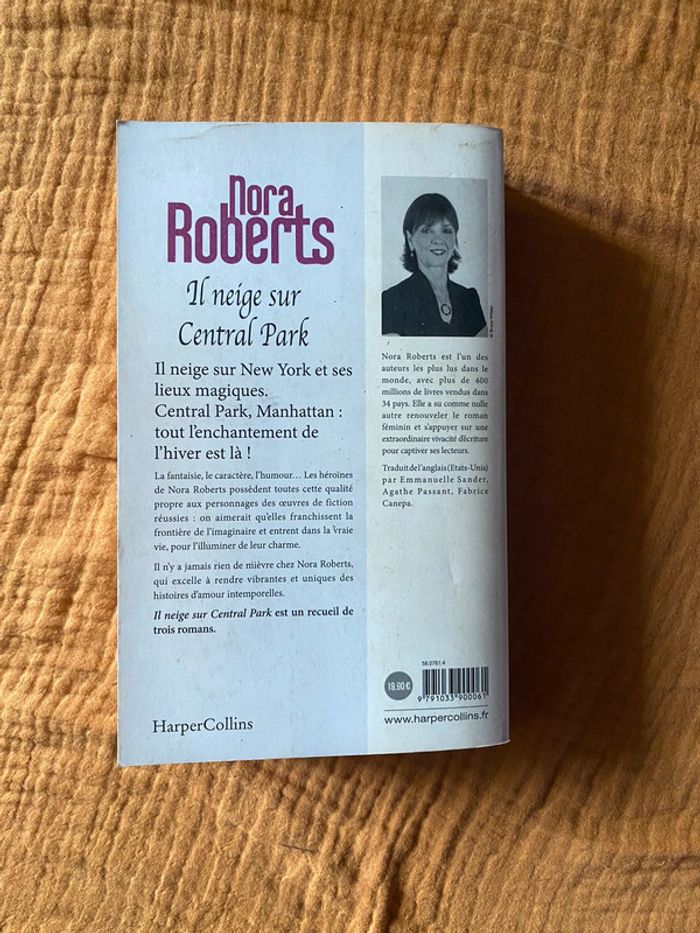 Nora
Roberts
Il neige sur
Central Park
Il neige sur New York et ses
lieux magiques.
Central Park, Manhattan :
tout l'enchantement de
l'hiver est là !
La fantaisie, le caractère, l'humour... Les héroïnes
de Nora Roberts possèdent toutes cette qualité
propre aux personnages des œuvres de fiction
réussies : on aimerait qu'elles franchissent la
frontière de l'imaginaire et entrent dans la vraie
vie, pour l'illuminer de leur charme.
Il n'y a jamais rien de mièvre chez Nora Roberts,
qui excelle à rendre vibrantes et uniques des
histoires d'amour intemporelles.
Il neige sur Central Park est un recueil de
trois romans.
HarperCollins
Nora Roberts est l'un des
auteurs les plus lus dans le
monde, avec plus de 400
millions de livres vendus dans
34 pays. Elle a su comme nulle
autre renouveler le roman
féminin et s'appuyer sur une
extraordinaire vivacité d'écriture
pour captiver ses lecteurs.
Traduit de l'anglais (Etats-Unis)
par Emmanuelle Sander,
Agathe Passant, Fabrice
Canepa.
19,90 €
58.0761.4
9 791033 900061
www.harpercollins.fr